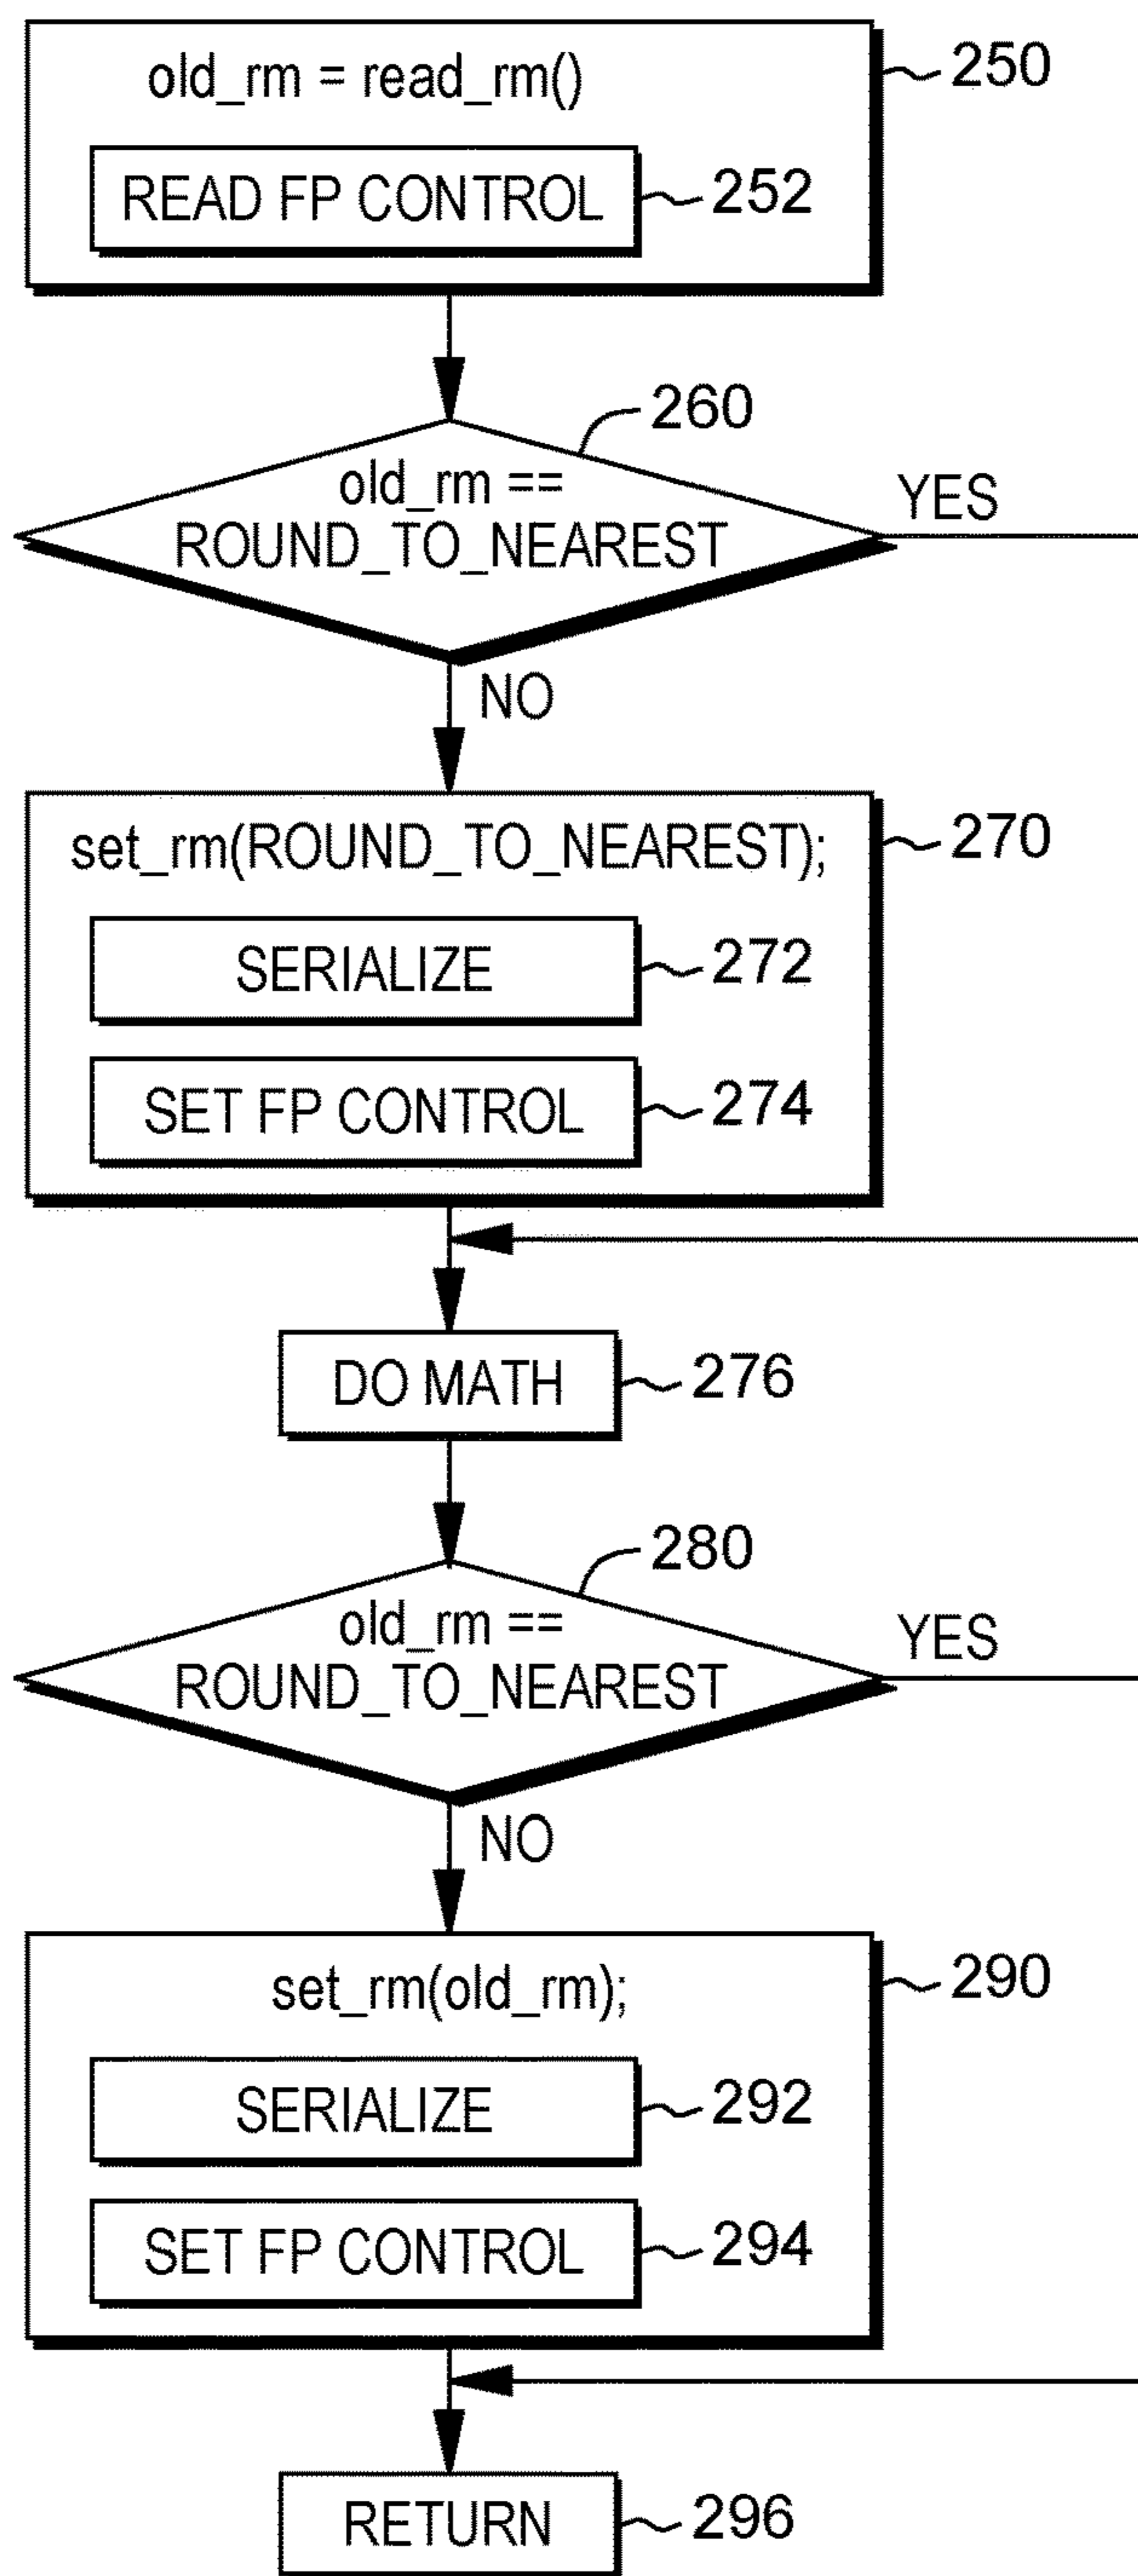 old_rm = read_rm()
250
READ FP CONTROL
252
260
old_rm ==
ROUND_TO_NEAREST
YES
NO
set_rm(ROUND_TO_NEAREST);
270
SERIALIZE
272
SET FP CONTROL
274
DO MATH
276
280
old_rm ==
ROUND_TO_NEAREST
YES
NO
set_rm(old_rm);
290
SERIALIZE
292
SET FP CONTROL
294
RETURN
296